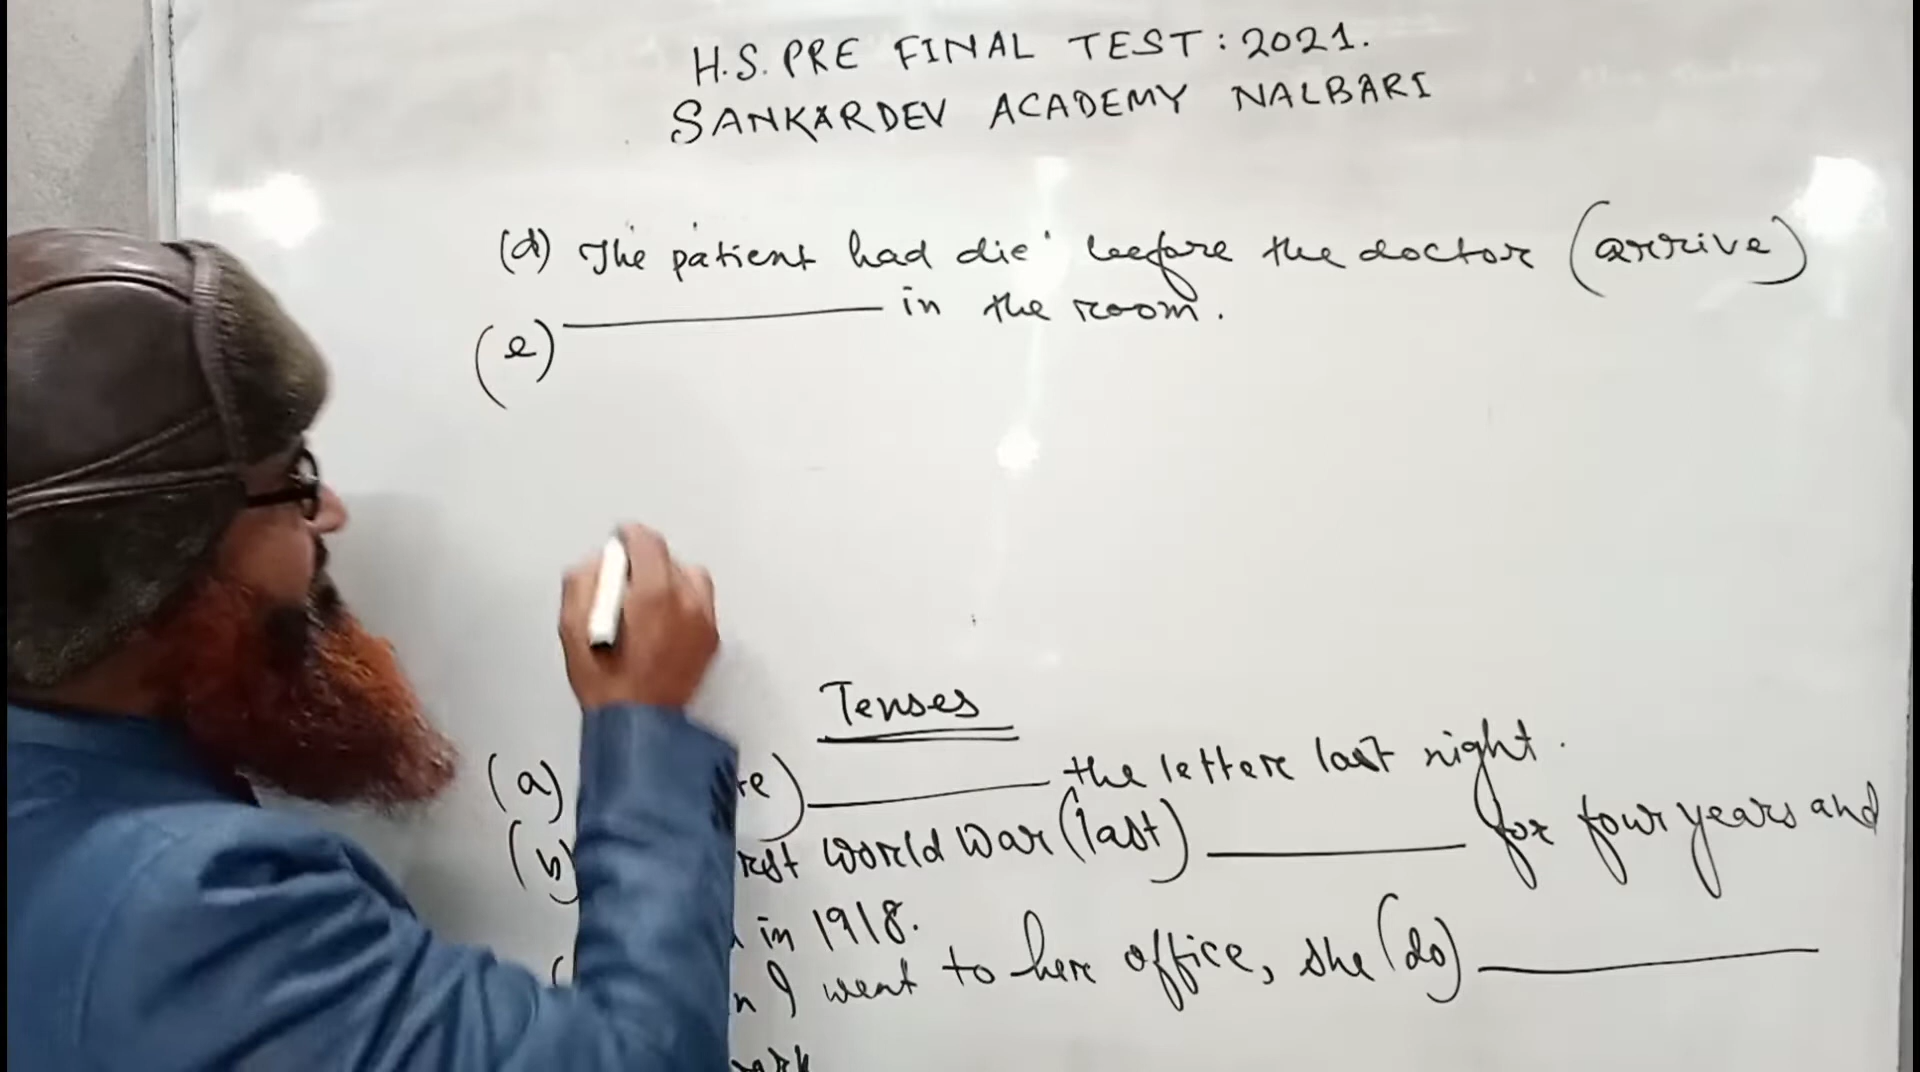 H.S. PRE FINAL TEST: 2021.
SANKARDEV ACADEMY NALBARI
(d) The patient had die before the doctor (arrive)
in the room.
(e)
Tenses
(a) te) the letter last night.
(b) rst World War (last) for four years and
in 1918.
n I went to her office, she (do)